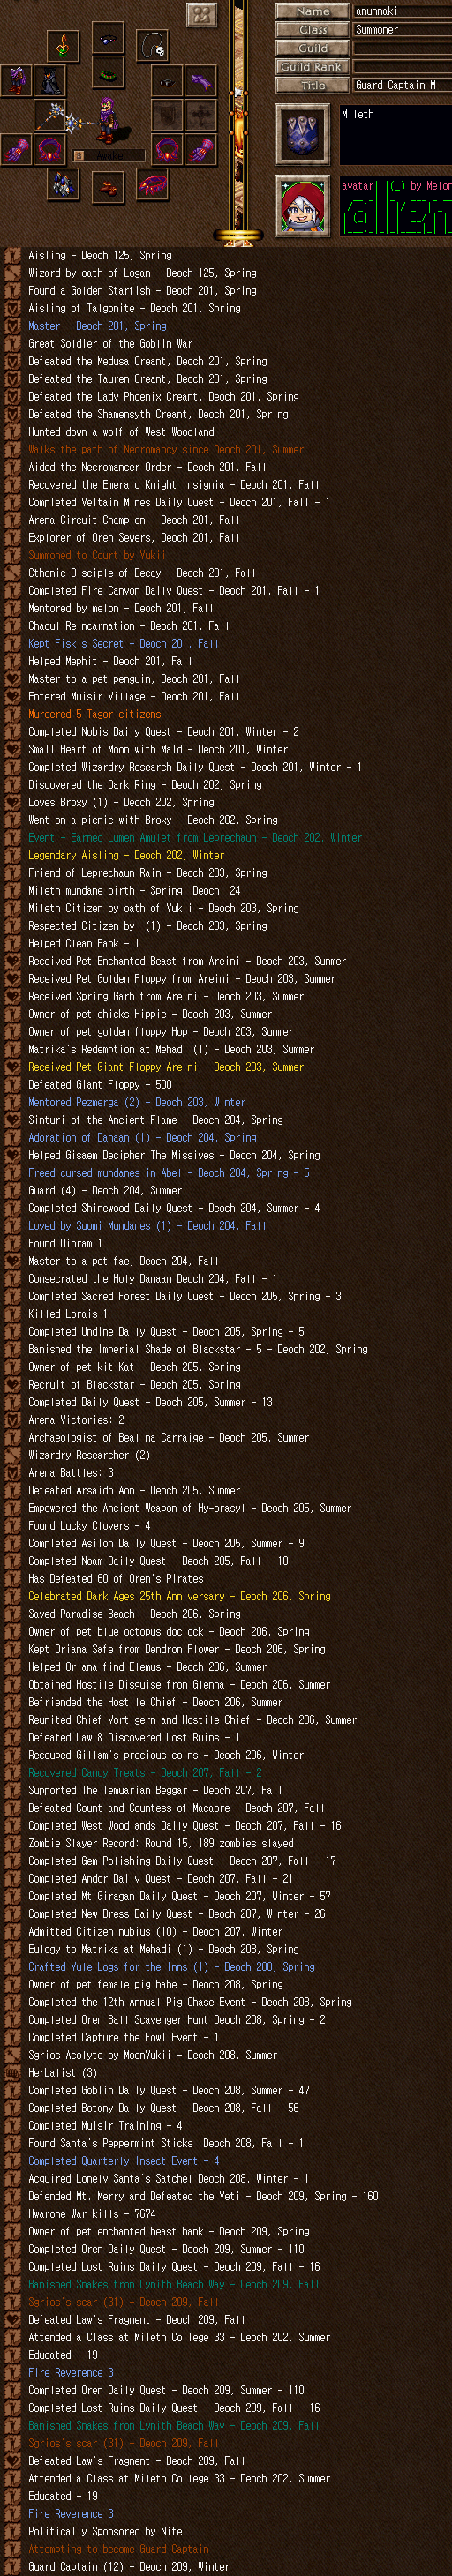 Name
anunnaki
Class
Summoner
Guild
Guild Rank
Title
Guard Captain M
Mileth
avatar| |(_) by Melon
Awake
Aisling - Deoch 125, Spring
Wizard by oath of Logan - Deoch 125, Spring
Found a Golden Starfish - Deoch 201, Spring
Aisling of Talgonite - Deoch 201, Spring
Master - Deoch 201, Spring
Great Soldier of the Goblin War
Defeated the Medusa Creant, Deoch 201, Spring
Defeated the Tauren Creant, Deoch 201, Spring
Defeated the Lady Phoenix Creant, Deoch 201, Spring
Defeated the Shamensyth Creant, Deoch 201, Spring
Hunted down a wolf of West Woodland
Walks the path of Necromancy since Deoch 201, Summer
Aided the Necromancer Order - Deoch 201, Fall
Recovered the Emerald Knight Insignia - Deoch 201, Fall
Completed Veltain Mines Daily Quest - Deoch 201, Fall - 1
Arena Circuit Champion - Deoch 201, Fall
Explorer of Oren Sewers, Deoch 201, Fall
Summoned to Court by Yukii
Cthonic Disciple of Decay - Deoch 201, Fall
Completed Fire Canyon Daily Quest - Deoch 201, Fall - 1
Mentored by melon - Deoch 201, Fall
Chadul Reincarnation - Deoch 201, Fall
Kept Fisk's Secret - Deoch 201, Fall
Helped Mephit - Deoch 201, Fall
Master to a pet penguin, Deoch 201, Fall
Entered Muisir Village - Deoch 201, Fall
Murdered 5 Tagor citizens
Completed Nobis Daily Quest - Deoch 201, Winter - 2
Small Heart of Moon with Mald - Deoch 201, Winter
Completed Wizardry Research Daily Quest - Deoch 201, Winter - 1
Discovered the Dark Ring - Deoch 202, Spring
Loves Broxy (1) - Deoch 202, Spring
Went on a picnic with Broxy - Deoch 202, Spring
Event - Earned Lumen Amulet from Leprechaun - Deoch 202, Winter
Legendary Aisling - Deoch 202, Winter
Friend of Leprechaun Rain - Deoch 203, Spring
Mileth mundane birth - Spring, Deoch, 24
Mileth Citizen by oath of Yukii - Deoch 203, Spring
Respected Citizen by  (1) - Deoch 203, Spring
Helped Clean Bank - 1
Received Pet Enchanted Beast from Areini - Deoch 203, Summer
Received Pet Golden Floppy from Areini - Deoch 203, Summer
Received Spring Garb from Areini - Deoch 203, Summer
Owner of pet chicks Hippie - Deoch 203, Summer
Owner of pet golden floppy Hop - Deoch 203, Summer
Matrika's Redemption at Mehadi (1) - Deoch 203, Summer
Received Pet Giant Floppy Areini - Deoch 203, Summer
Defeated Giant Floppy - 500
Mentored Pezmerga (2) - Deoch 203, Winter
Sinturi of the Ancient Flame - Deoch 204, Spring
Adoration of Danaan (1) - Deoch 204, Spring
Helped Gisaem Decipher The Missives - Deoch 204, Spring
Freed cursed mundanes in Abel - Deoch 204, Spring - 5
Guard (4) - Deoch 204, Summer
Completed Shinewood Daily Quest - Deoch 204, Summer - 4
Loved by Suomi Mundanes (1) - Deoch 204, Fall
Found Dioram 1
Master to a pet fae, Deoch 204, Fall
Consecrated the Holy Danaan Deoch 204, Fall - 1
Completed Sacred Forest Daily Quest - Deoch 205, Spring - 3
Killed Lorais 1
Completed Undine Daily Quest - Deoch 205, Spring - 5
Banished the Imperial Shade of Blackstar - 5 - Deoch 202, Spring
Owner of pet kit Kat - Deoch 205, Spring
Recruit of Blackstar - Deoch 205, Spring
Completed Daily Quest - Deoch 205, Summer - 13
Arena Victories: 2
Archaeologist of Beal na Carraige - Deoch 205, Summer
Wizardry Researcher (2)
Arena Battles: 3
Defeated Arsaidh Aon - Deoch 205, Summer
Empowered the Ancient Weapon of Hy-brasyl - Deoch 205, Summer
Found Lucky Clovers - 4
Completed Asilon Daily Quest - Deoch 205, Summer - 9
Completed Noam Daily Quest - Deoch 205, Fall - 10
Has Defeated 60 of Oren's Pirates
Celebrated Dark Ages 25th Anniversary - Deoch 206, Spring
Saved Paradise Beach - Deoch 206, Spring
Owner of pet blue octopus doc ock - Deoch 206, Spring
Kept Oriana Safe from Dendron Flower - Deoch 206, Spring
Helped Oriana find Elemus - Deoch 206, Summer
Obtained Hostile Disguise from Glenna - Deoch 206, Summer
Befriended the Hostile Chief - Deoch 206, Summer
Reunited Chief Vortigern and Hostile Chief - Deoch 206, Summer
Defeated Law & Discovered Lost Ruins - 1
Recouped Gillam's precious coins - Deoch 206, Winter
Recovered Candy Treats - Deoch 207, Fall - 2
Supported The Temuarian Beggar - Deoch 207, Fall
Defeated Count and Countess of Macabre - Deoch 207, Fall
Completed West Woodlands Daily Quest - Deoch 207, Fall - 16
Zombie Slayer Record: Round 15, 189 zombies slayed
Completed Gem Polishing Daily Quest - Deoch 207, Fall - 17
Completed Andor Daily Quest - Deoch 207, Fall - 21
Completed Mt Giragan Daily Quest - Deoch 207, Winter - 57
Completed New Dress Daily Quest - Deoch 207, Winter - 26
Admitted Citizen nubius (10) - Deoch 207, Winter
Eulogy to Matrika at Mehadi (1) - Deoch 208, Spring
Crafted Yule Logs for the Inns (1) - Deoch 208, Spring
Owner of pet female pig babe - Deoch 208, Spring
Completed the 12th Annual Pig Chase Event - Deoch 208, Spring
Completed Oren Ball Scavenger Hunt Deoch 208, Spring - 2
Completed Capture the Fowl Event - 1
Sgrios Acolyte by MoonYukii - Deoch 208, Summer
Herbalist (3)
Completed Goblin Daily Quest - Deoch 208, Summer - 47
Completed Botany Daily Quest - Deoch 208, Fall - 56
Completed Muisir Training - 4
Found Santa's Peppermint Sticks  Deoch 208, Fall - 1
Completed Quarterly Insect Event - 4
Acquired Lonely Santa's Satchel Deoch 208, Winter - 1
Defended Mt. Merry and Defeated the Yeti - Deoch 209, Spring - 160
Hwarone War kills - 7674
Owner of pet enchanted beast hank - Deoch 209, Spring
Completed Oren Daily Quest - Deoch 209, Summer - 110
Completed Lost Ruins Daily Quest - Deoch 209, Fall - 16
Banished Snakes from Lynith Beach Way - Deoch 209, Fall
Sgrios's scar (31) - Deoch 209, Fall
Defeated Law's Fragment - Deoch 209, Fall
Attended a Class at Mileth College 33 - Deoch 202, Summer
Educated - 19
Fire Reverence 3
Completed Oren Daily Quest - Deoch 209, Summer - 110
Completed Lost Ruins Daily Quest - Deoch 209, Fall - 16
Banished Snakes from Lynith Beach Way - Deoch 209, Fall
Sgrios's scar (31) - Deoch 209, Fall
Defeated Law's Fragment - Deoch 209, Fall
Attended a Class at Mileth College 33 - Deoch 202, Summer
Educated - 19
Fire Reverence 3
Politically Sponsored by Nitel
Attempting to become Guard Captain
Guard Captain (12) - Deoch 209, Winter